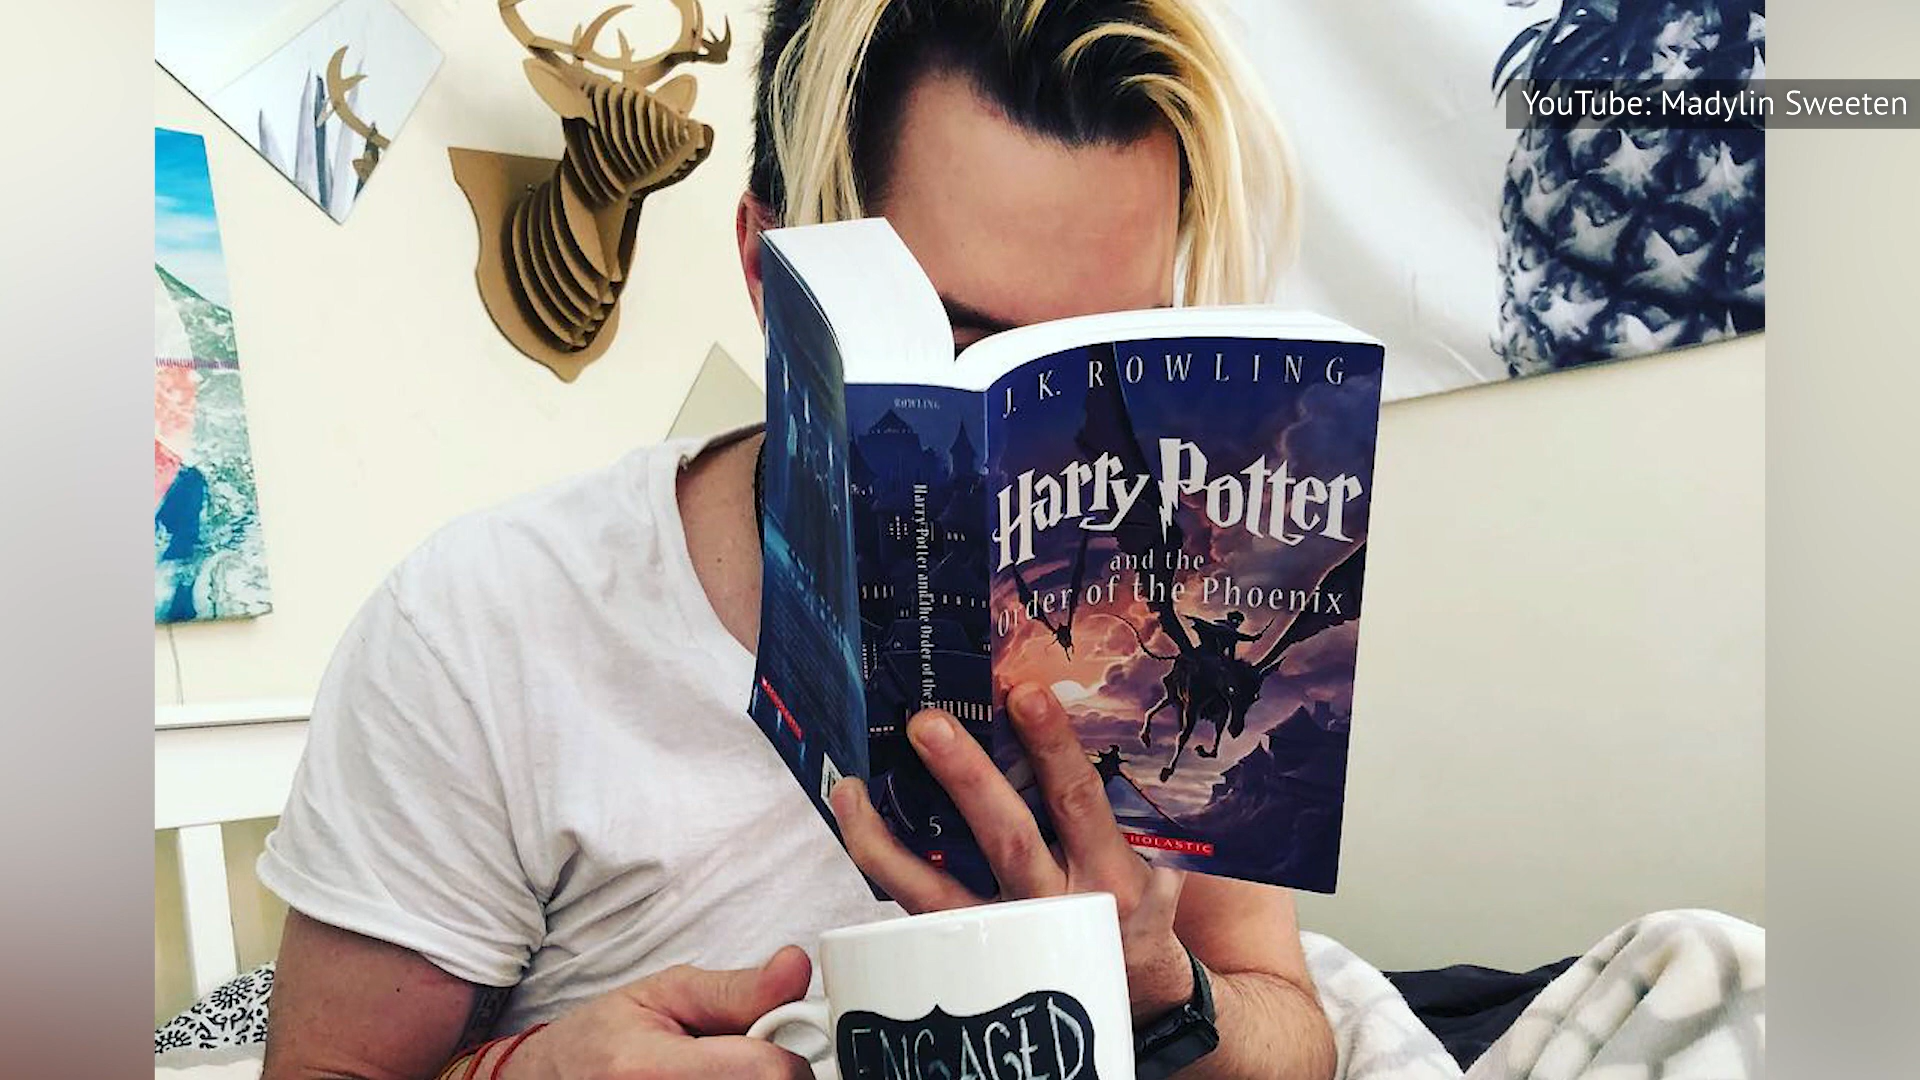 YouTube: Madylin Sweeten
J. K. ROWLING
Harry Potter
and the
Order of the Phoenix
SCHOLASTIC
ROWLING
Harry Potter and the Order of the
5
ENGAGED